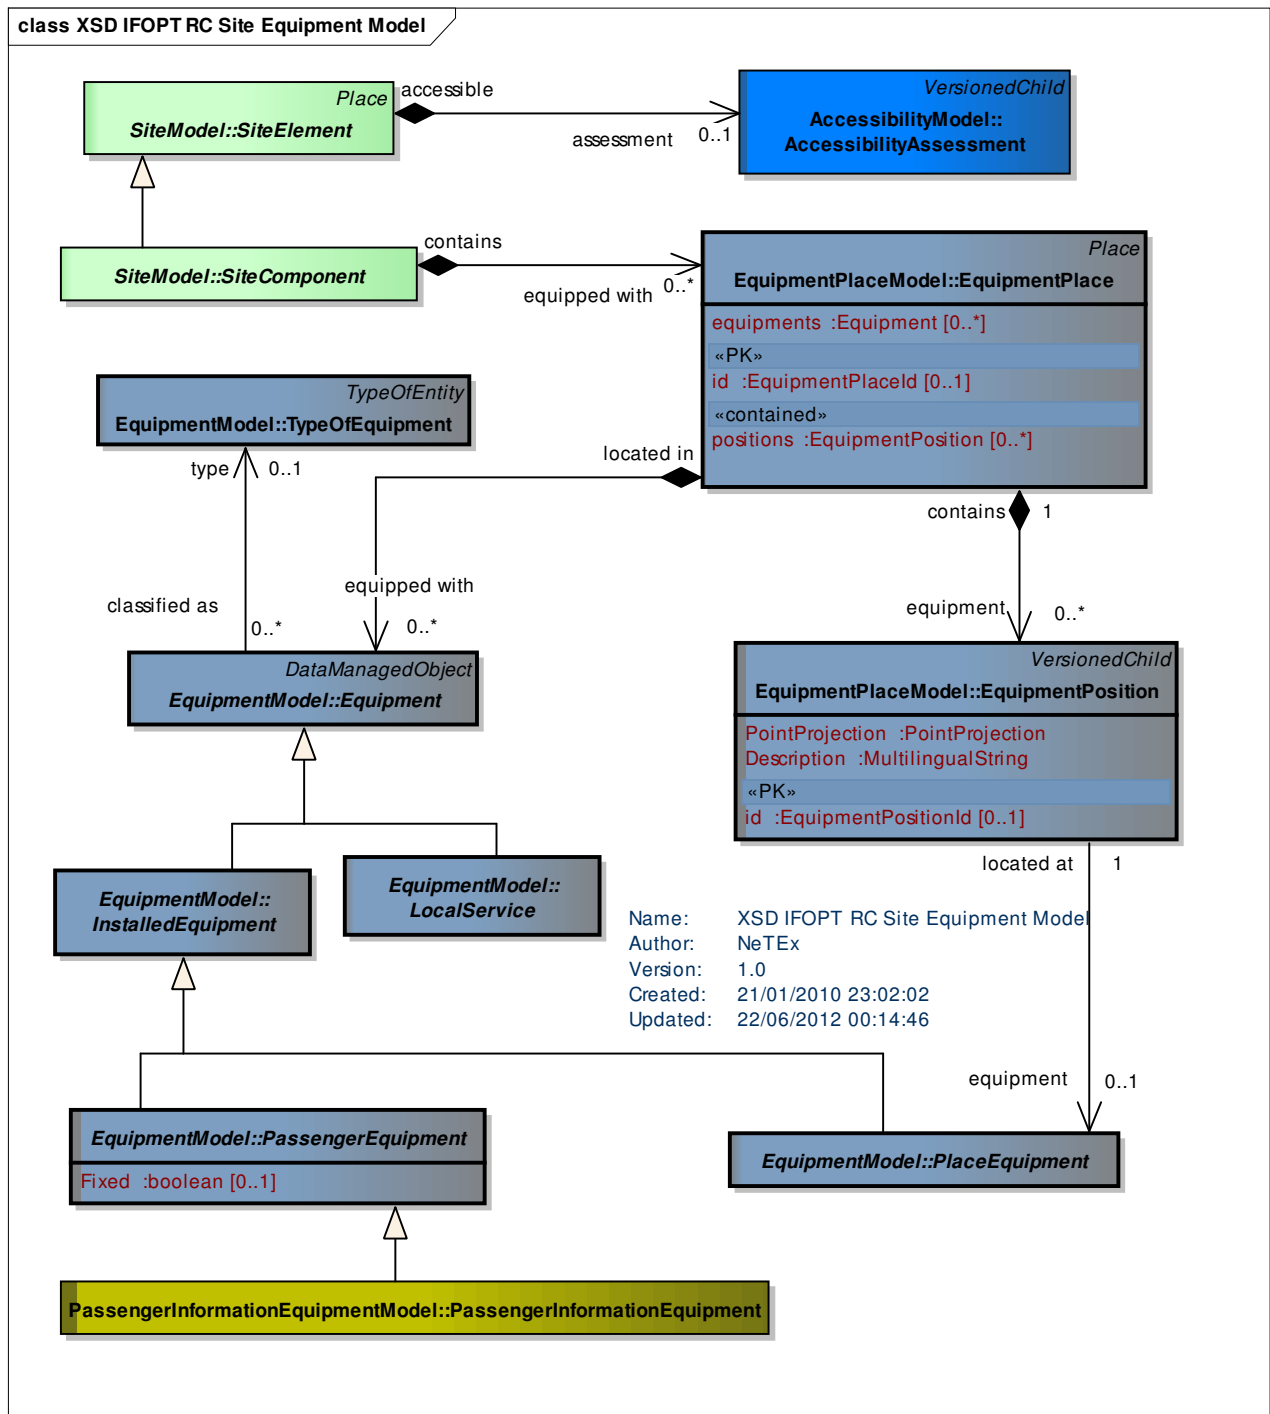 class XSD IFOPT RC Site Equipment Model
Place
SiteModel::SiteElement
accessible
assessment
0..1
VersionedChild
AccessibilityModel::
AccessibilityAssessment
SiteModel::SiteComponent
contains
equipped with
0..*
Place
EquipmentPlaceModel::EquipmentPlace
equipments :Equipment [0..*]
«PK»
id :EquipmentPlaceId [0..1]
«contained»
positions :EquipmentPosition [0..*]
TypeOfEntity
EquipmentModel::TypeOfEquipment
type
0..1
located in
contains
1
classified as
0..*
equipped with
0..*
equipment
0..*
DataManagedObject
EquipmentModel::Equipment
VersionedChild
EquipmentPlaceModel::EquipmentPosition
PointProjection :PointProjection
Description :MultilingualString
«PK»
id :EquipmentPositionId [0..1]
located at
1
EquipmentModel::
InstalledEquipment
EquipmentModel::
LocalService
Name: XSD IFOPT RC Site Equipment Model
Author: NeTEx
Version: 1.0
Created: 21/01/2010 23:02:02
Updated: 22/06/2012 00:14:46
equipment
0..1
EquipmentModel::PassengerEquipment
Fixed :boolean [0..1]
EquipmentModel::PlaceEquipment
PassengerInformationEquipmentModel::PassengerInformationEquipment